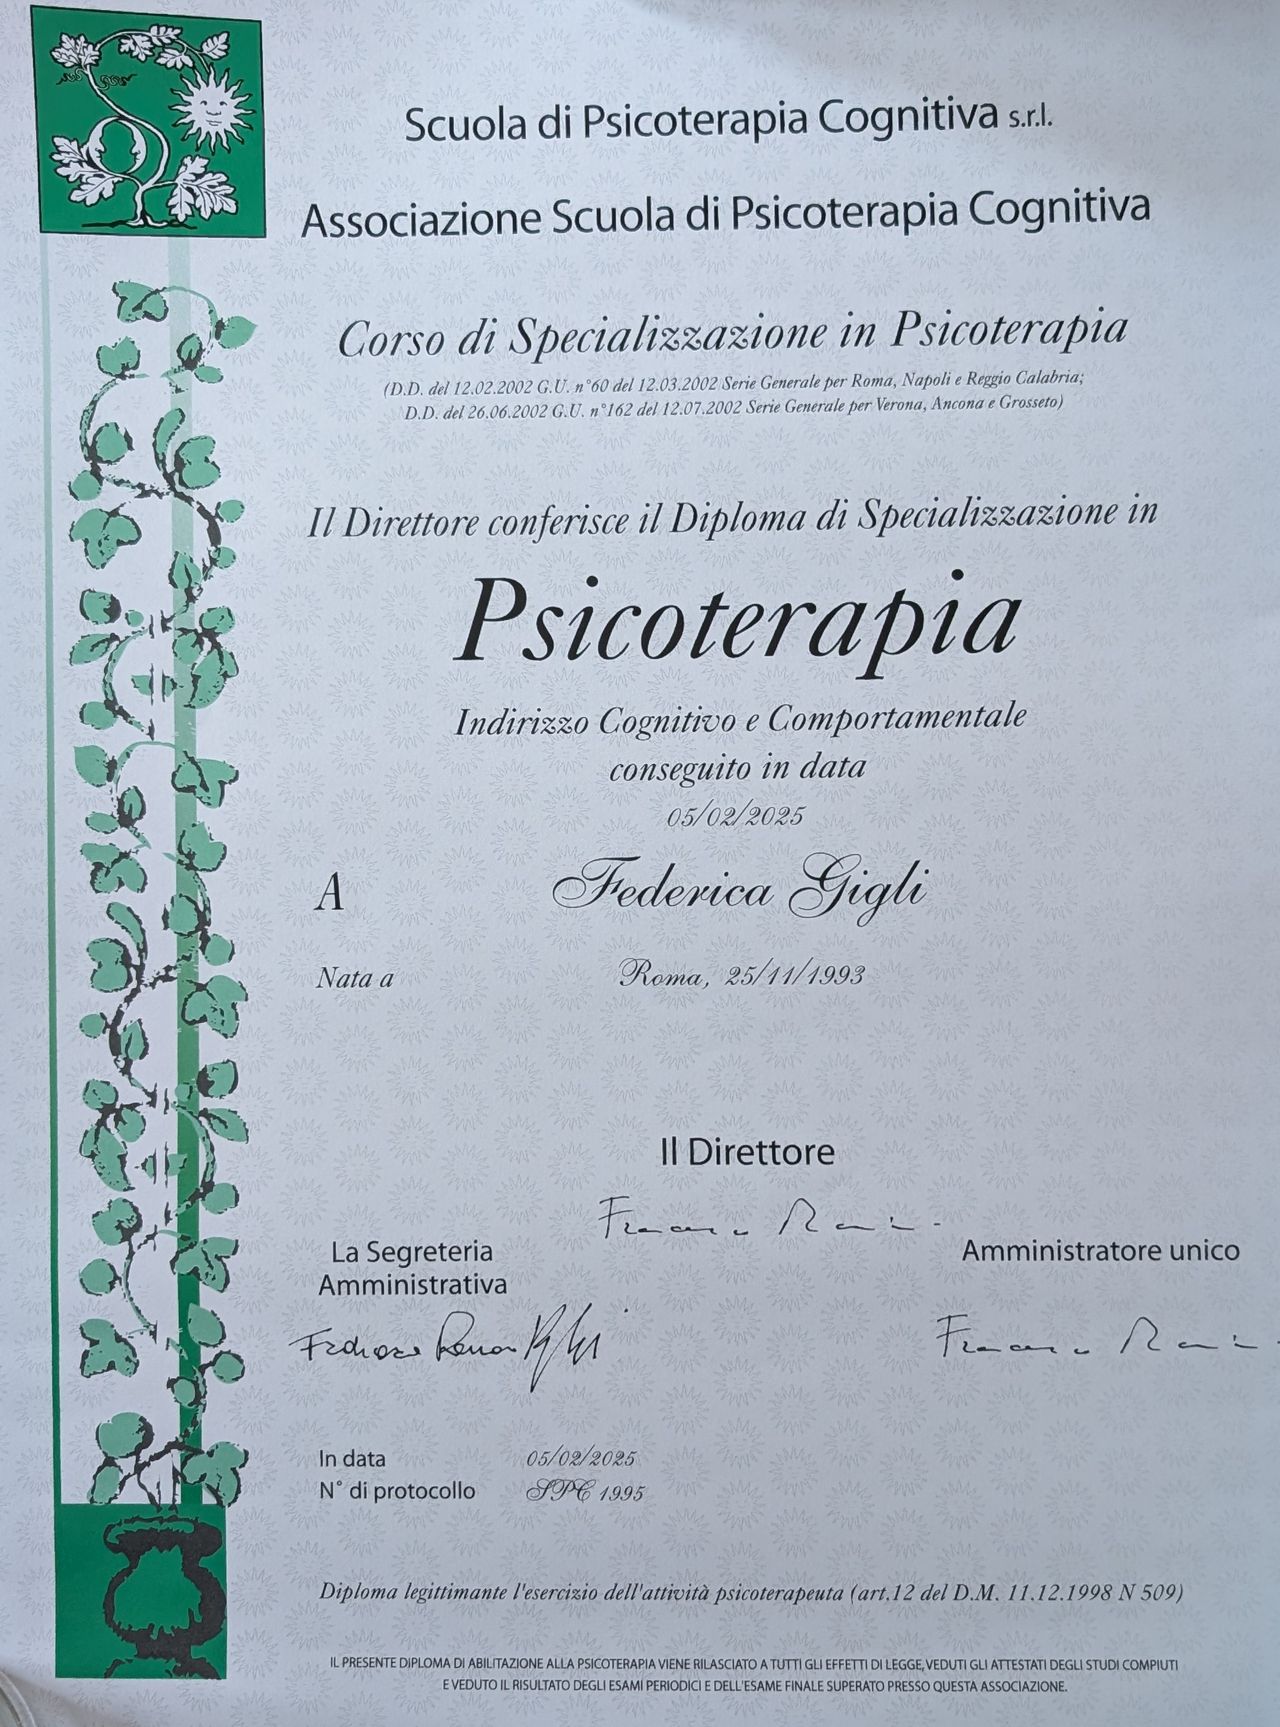 Scuola di Psicoterapia Cognitiva s.r.l.
Associazione Scuola di Psicoterapia Cognitiva
Corso di Specializzazione in Psicoterapia
(D.D. del 12.02.2002 G.U. n°60 del 12.03.2002 Serie Generale per Roma, Napoli e Reggio Calabria;
D.D. del 26.06.2002 G.U. n°162 del 12.07.2002 Serie Generale per Verona, Ancona e Grosseto)
Il Direttore conferisce il Diploma di Specializzazione in
Psicoterapia
Indirizzo Cognitivo e Comportamentale
conseguito in data
05/02/2025
A Federica Gigli
Nata a Roma, 25/11/1993
Il Direttore
La Segreteria
Amministrativa
Amministratore unico
In data 05/02/2025
N° di protocollo SPC 1995
Diploma legittimante l'esercizio dell'attività psicoterapeuta (art.12 del D.M. 11.12.1998 N 509)
IL PRESENTE DIPLOMA DI ABILITAZIONE ALLA PSICOTERAPIA VIENE RILASCIATO A TUTTI GLI EFFETTI DI LEGGE, VEDUTI GLI ATTESTATI DEGLI STUDI COMPIUTI
E VEDUTO IL RISULTATO DEGLI ESAMI PERIODICI E DELL'ESAME FINALE SUPERATO PRESSO QUESTA ASSOCIAZIONE.